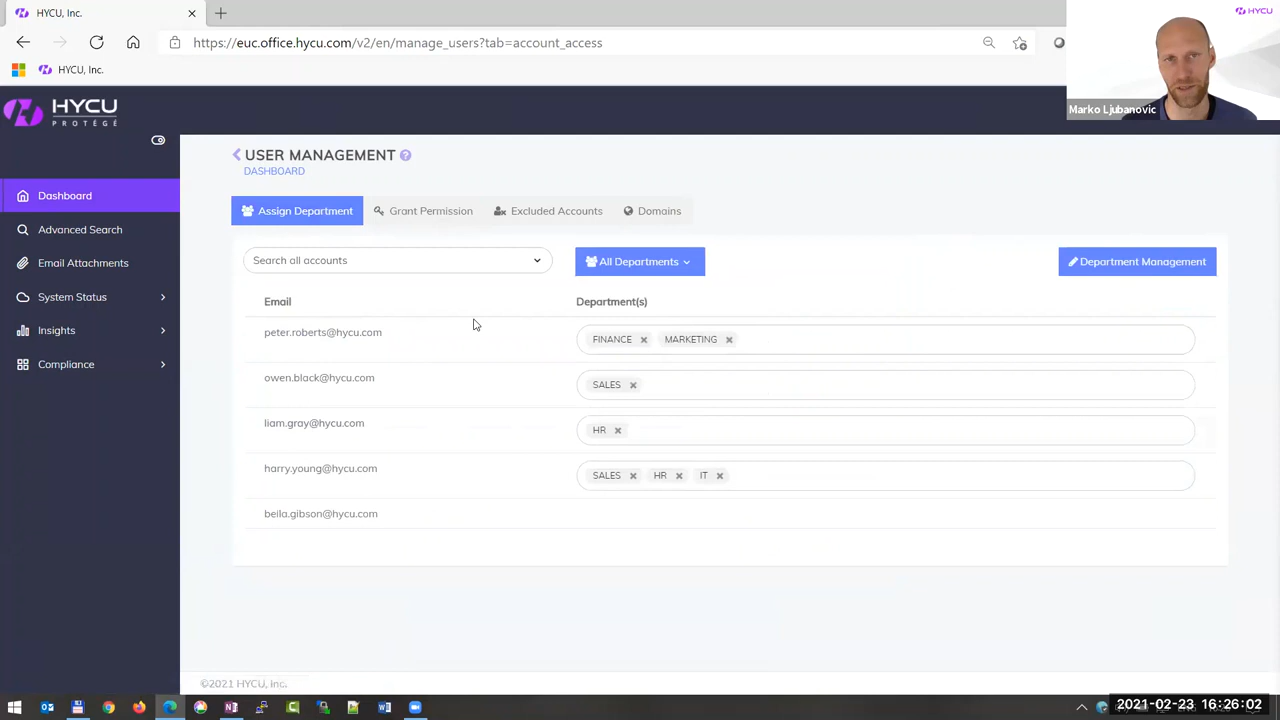 HYCU, Inc.
https://euc.office.hycu.com/v2/en/manage_users?tab=account_access
HYCU, Inc.
HYCU
Marko Ljubanovic
HYCU
PROTÉGÉ
Dashboard
Advanced Search
Email Attachments
System Status
Insights
Compliance
USER MANAGEMENT ?
DASHBOARD
Assign Department Grant Permission Excluded Accounts Domains
Search all accounts All Departments Department Management
Email Department(s)
peter.roberts@hycu.com FINANCE × MARKETING ×
owen.black@hycu.com SALES ×
liam.gray@hycu.com HR ×
harry.young@hycu.com SALES × HR × IT ×
beila.gibson@hycu.com
©2021 HYCU, Inc.
2021-02-23 16:26:02